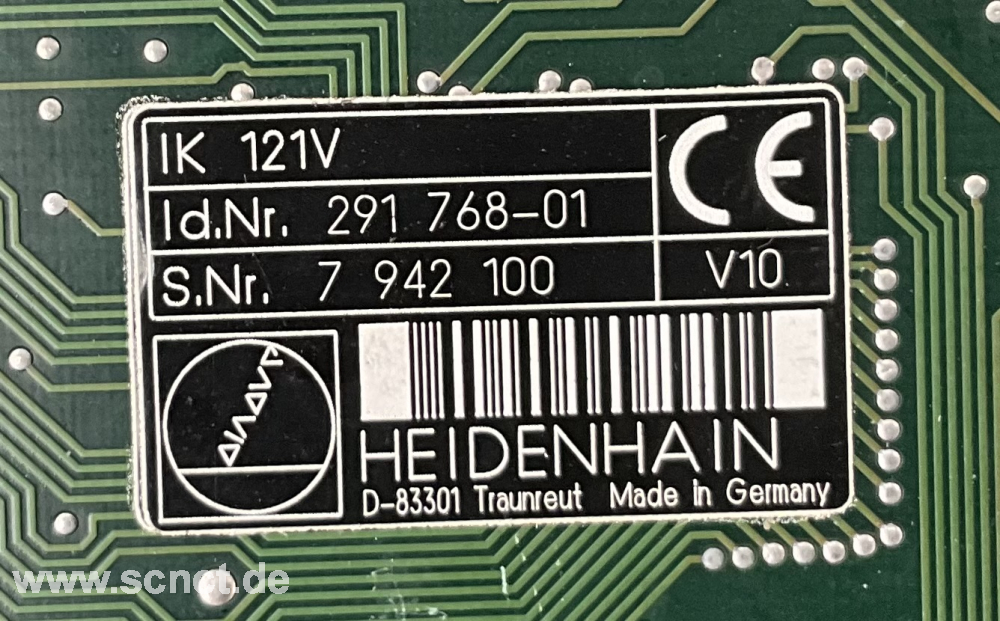 IK 121V
Id.Nr. 291 768-01
S.Nr. 7 942 100
V10
CE
HEIDENHAIN
D-83301 Traunreut Made in Germany
www.scnet.de